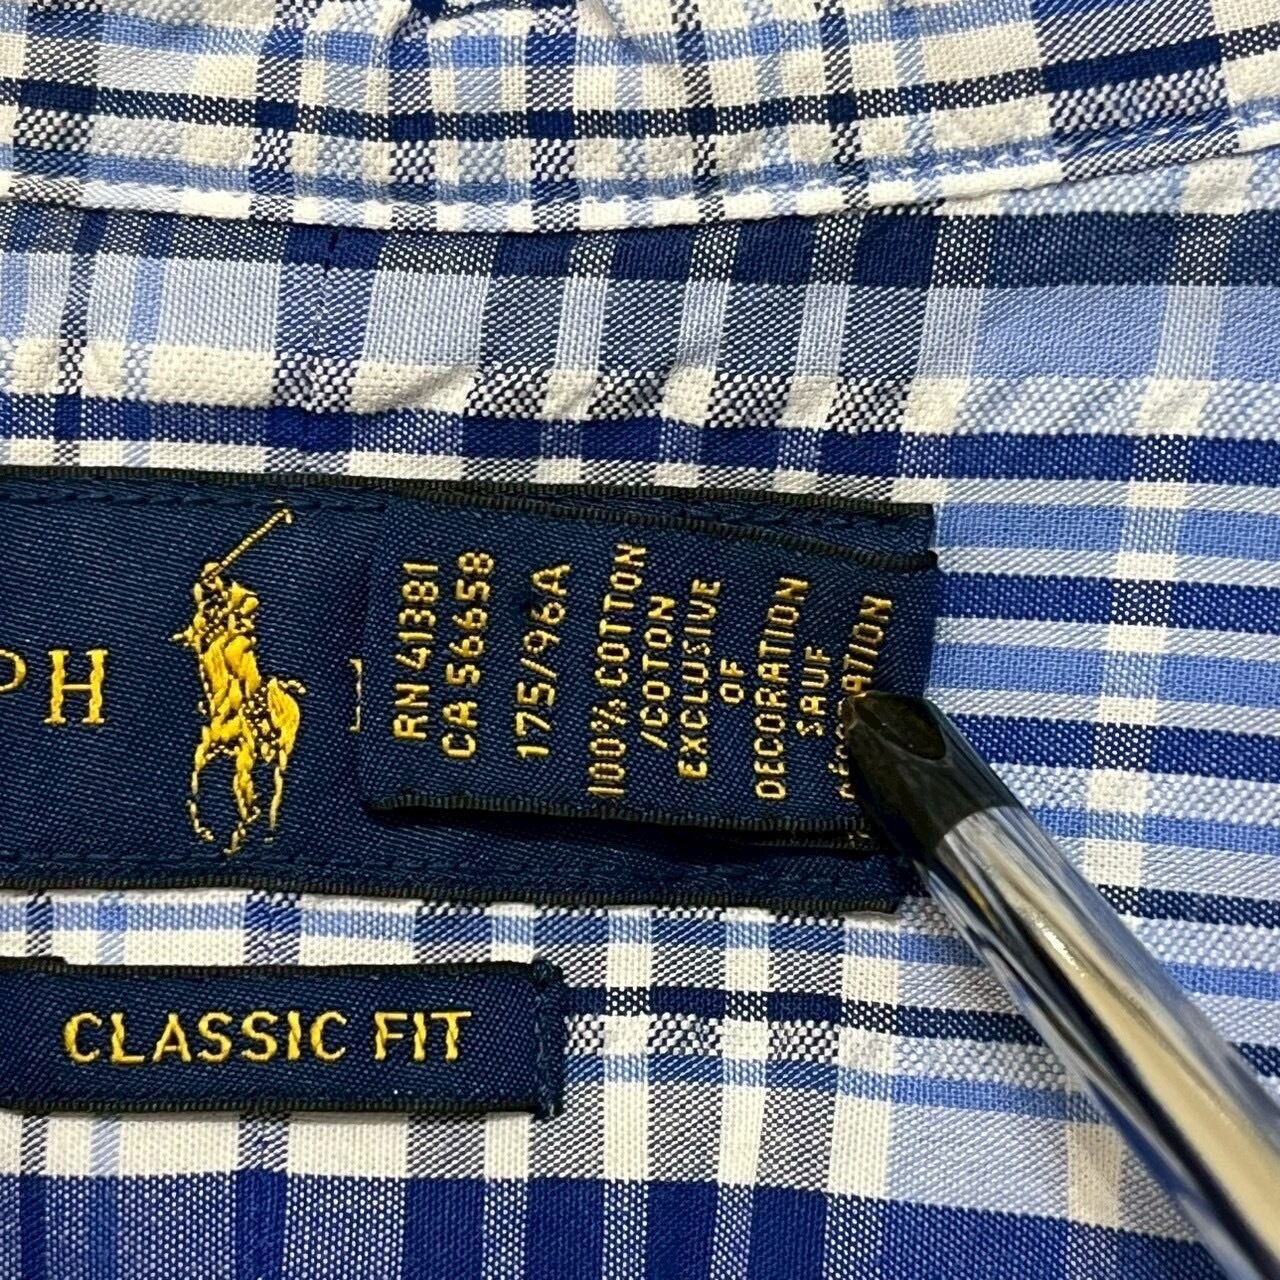 PH
RN 41381
CA 56658
175/96A
100% COTTON
/COTON
EXCLUSIVE
OF
DECORATION
SAUF
CLASSIC FIT